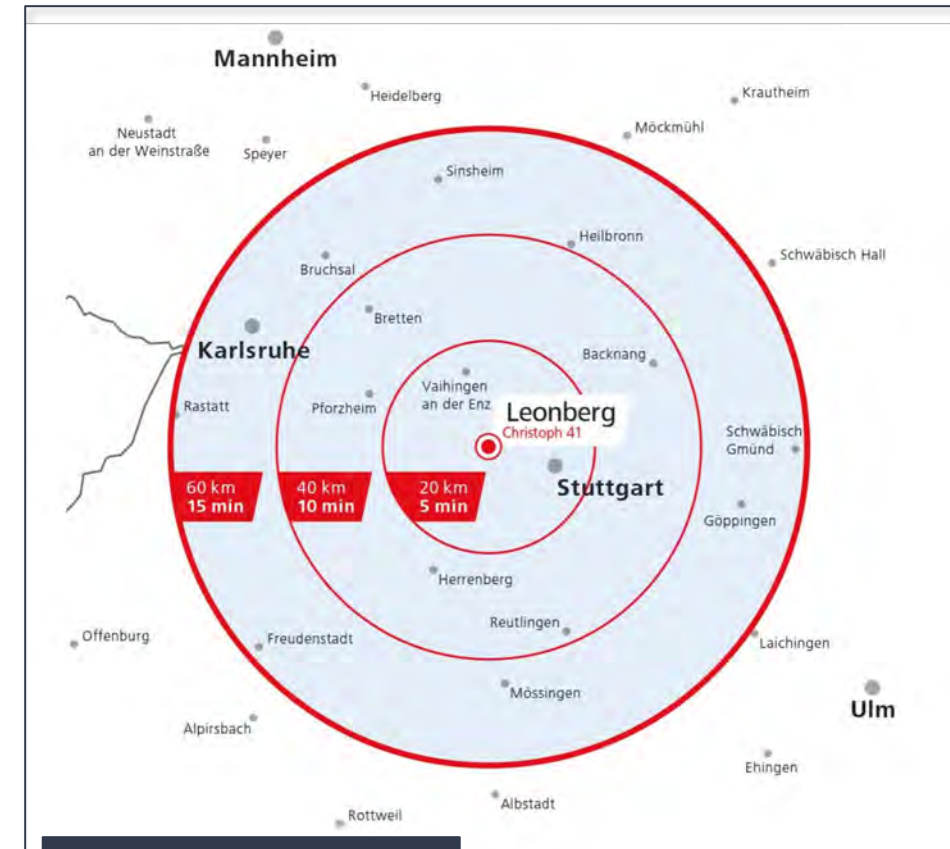 Mannheim
Heidelberg
Krautheim
Neustadt
an der Weinstraße
Speyer
Möckmühl
Sinsheim
Heilbronn
Schwäbisch Hall
Bruchsal
Bretten
Karlsruhe
Backnang
Vaihingen
an der Enz
Pforzheim
Rastatt
Leonberg
Christoph 41
Schwäbisch
Gmünd
60 km
15 min
40 km
10 min
20 km
5 min
Stuttgart
Göppingen
Herrenberg
Reutlingen
Offenburg
Freudenstadt
Laichingen
Mössingen
Ulm
Alpirsbach
Ehingen
Albstadt
Rottweil